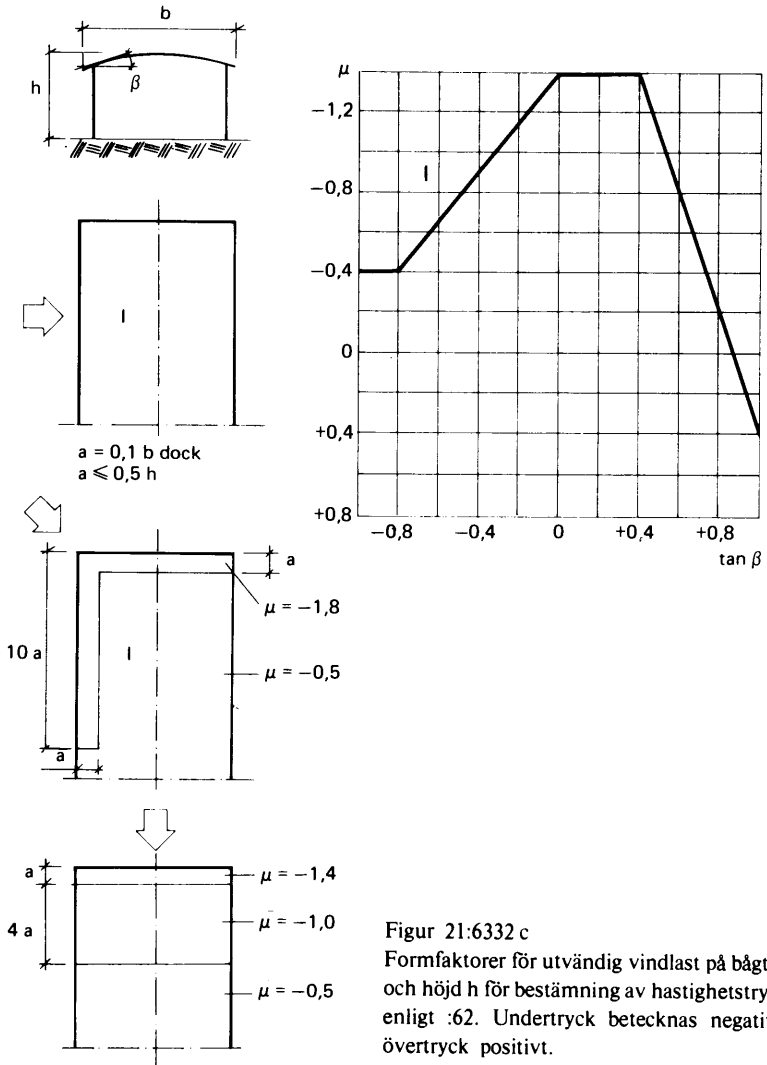 b
h
β
I
a = 0,1 b dock
a ⩽ 0,5 h
μ
−1,2
−0,8
−0,4
0
+0,4
+0,8
I
−0,8 −0,4 0 +0,4 +0,8
tan β
a
μ = −1,8
10 a
I
μ = −0,5
a
a
μ = −1,4
4 a
μ = −1,0
μ = −0,5
Figur 21:6332 c
Formfaktorer för utvändig vindlast på bågt
och höjd h för bestämning av hastighetstry
enligt :62. Undertryck betecknas negati
övertryck positivt.